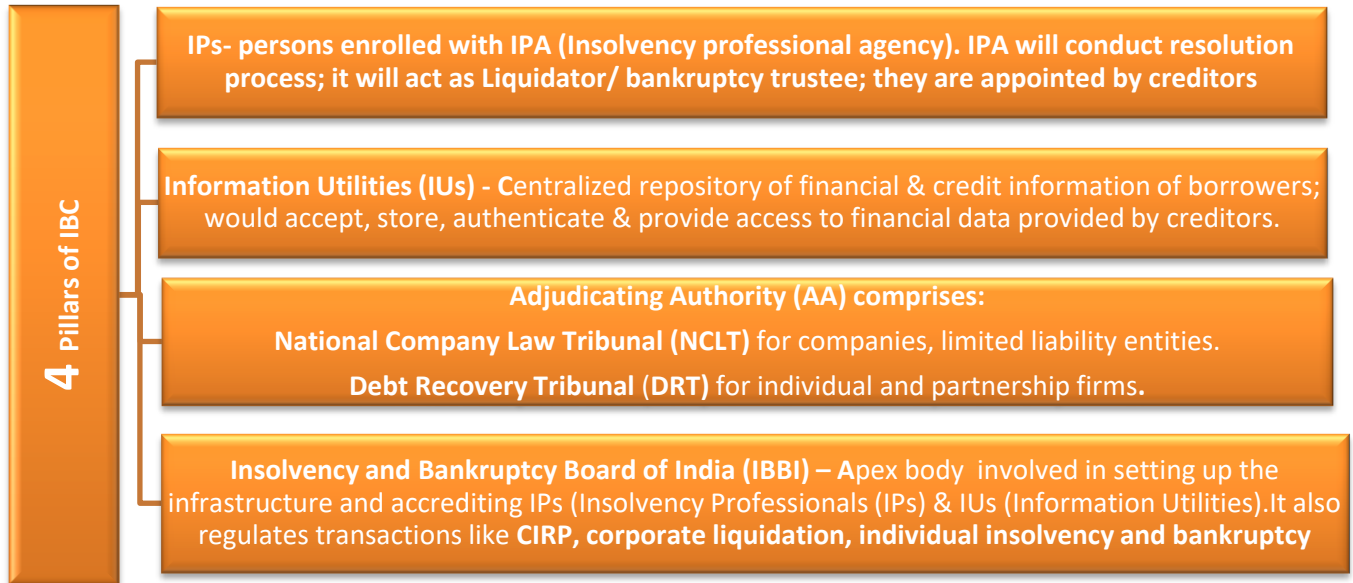 4 Pillars of IBC
IPs- persons enrolled with IPA (Insolvency professional agency). IPA will conduct resolution
process; it will act as Liquidator/ bankruptcy trustee; they are appointed by creditors
Information Utilities (IUs) - Centralized repository of financial & credit information of borrowers;
would accept, store, authenticate & provide access to financial data provided by creditors.
Adjudicating Authority (AA) comprises:
National Company Law Tribunal (NCLT) for companies, limited liability entities.
Debt Recovery Tribunal (DRT) for individual and partnership firms.
Insolvency and Bankruptcy Board of India (IBBI) – Apex body involved in setting up the
infrastructure and accrediting IPs (Insolvency Professionals (IPs) & IUs (Information Utilities).It also
regulates transactions like CIRP, corporate liquidation, individual insolvency and bankruptcy